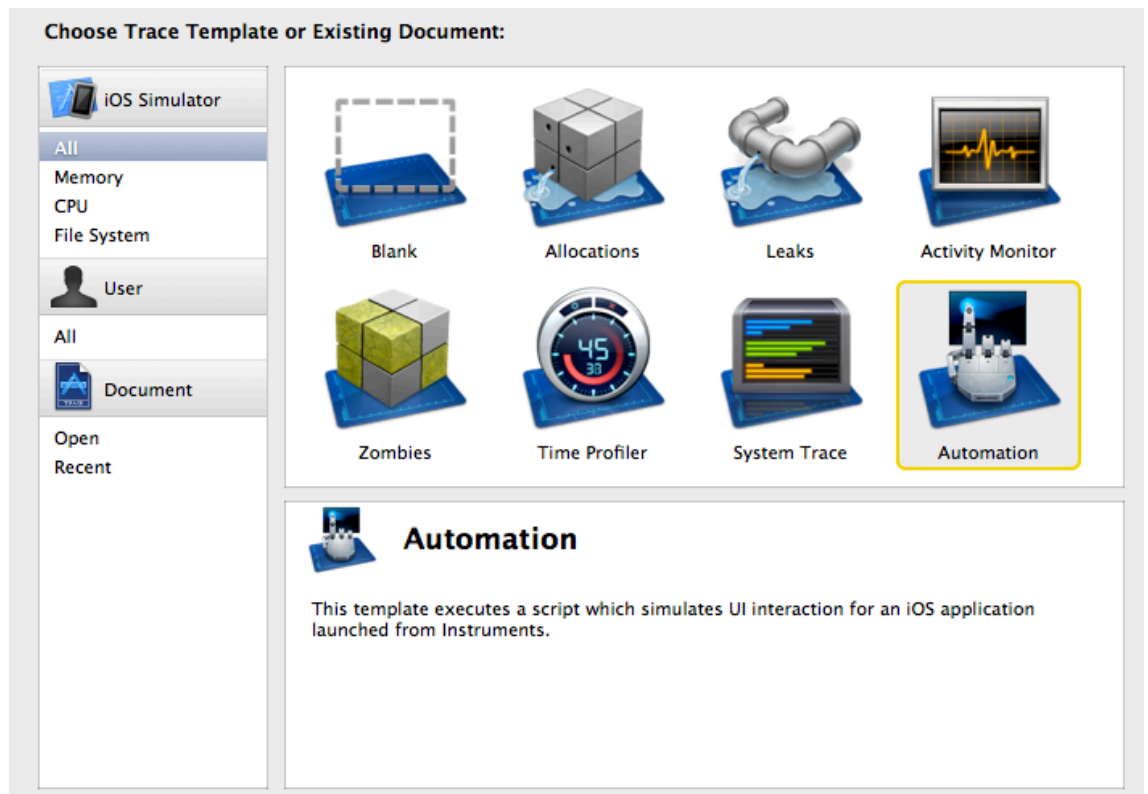 Choose Trace Template or Existing Document:
iOS Simulator
All
Memory
CPU
File System
User
All
Document
Open
Recent
Blank
Allocations
Leaks
Activity Monitor
45
38
Zombies
Time Profiler
System Trace
Automation
Automation
This template executes a script which simulates UI interaction for an iOS application
launched from Instruments.